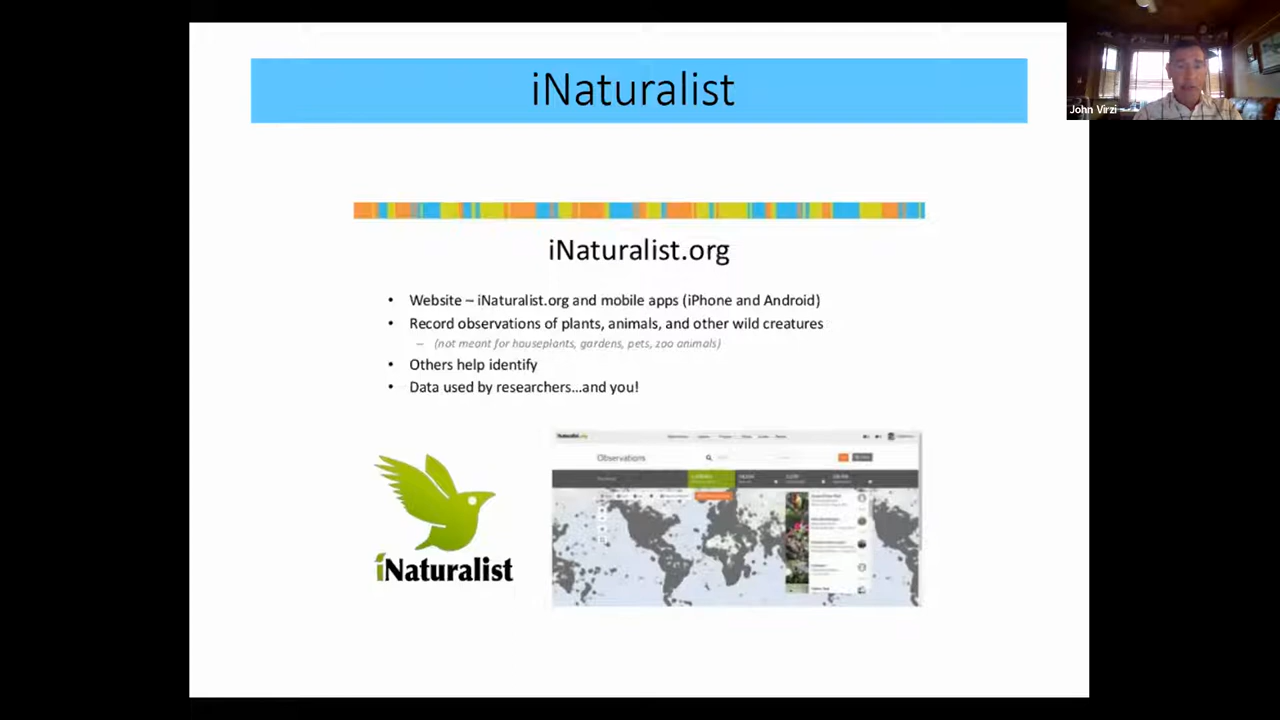 iNaturalist
John Virzi
iNaturalist.org
• Website – iNaturalist.org and mobile apps (iPhone and Android)
• Record observations of plants, animals, and other wild creatures
– (not meant for houseplants, gardens, pets, zoo animals)
• Others help identify
• Data used by researchers...and you!
Observations
iNaturalist